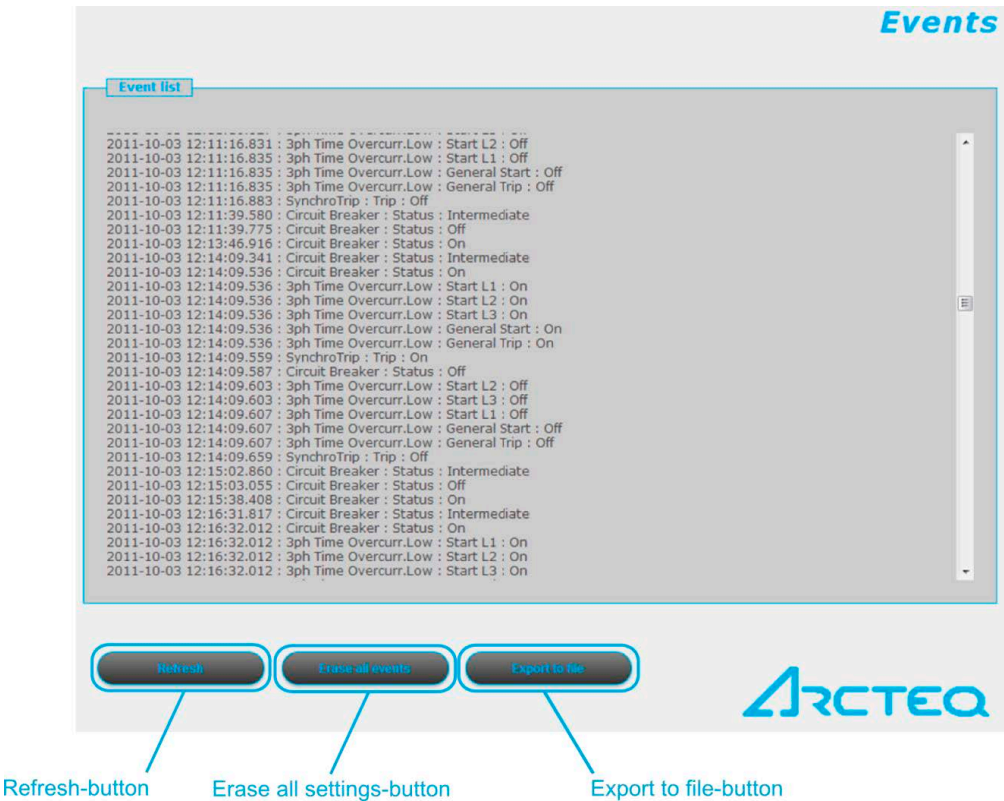 Events
Event list
2011-10-03 12:11:16.831 : 3ph Time Overcurr.Low : Start L2 : Off
2011-10-03 12:11:16.835 : 3ph Time Overcurr.Low : Start L1 : Off
2011-10-03 12:11:16.835 : 3ph Time Overcurr.Low : General Start : Off
2011-10-03 12:11:16.835 : 3ph Time Overcurr.Low : General Trip : Off
2011-10-03 12:11:16.883 : SynchroTrip : Trip : Off
2011-10-03 12:11:39.580 : Circuit Breaker : Status : Intermediate
2011-10-03 12:11:39.775 : Circuit Breaker : Status : Off
2011-10-03 12:13:46.916 : Circuit Breaker : Status : On
2011-10-03 12:14:09.341 : Circuit Breaker : Status : Intermediate
2011-10-03 12:14:09.536 : Circuit Breaker : Status : On
2011-10-03 12:14:09.536 : 3ph Time Overcurr.Low : Start L1 : On
2011-10-03 12:14:09.536 : 3ph Time Overcurr.Low : Start L2 : On
2011-10-03 12:14:09.536 : 3ph Time Overcurr.Low : Start L3 : On
2011-10-03 12:14:09.536 : 3ph Time Overcurr.Low : General Start : On
2011-10-03 12:14:09.536 : 3ph Time Overcurr.Low : General Trip : On
2011-10-03 12:14:09.559 : SynchroTrip : Trip : On
2011-10-03 12:14:09.587 : Circuit Breaker : Status : Off
2011-10-03 12:14:09.603 : 3ph Time Overcurr.Low : Start L2 : Off
2011-10-03 12:14:09.603 : 3ph Time Overcurr.Low : Start L3 : Off
2011-10-03 12:14:09.607 : 3ph Time Overcurr.Low : Start L1 : Off
2011-10-03 12:14:09.607 : 3ph Time Overcurr.Low : General Start : Off
2011-10-03 12:14:09.607 : 3ph Time Overcurr.Low : General Trip : Off
2011-10-03 12:14:09.659 : SynchroTrip : Trip : Off
2011-10-03 12:15:02.860 : Circuit Breaker : Status : Intermediate
2011-10-03 12:15:03.055 : Circuit Breaker : Status : Off
2011-10-03 12:15:38.408 : Circuit Breaker : Status : On
2011-10-03 12:16:31.817 : Circuit Breaker : Status : Intermediate
2011-10-03 12:16:32.012 : Circuit Breaker : Status : On
2011-10-03 12:16:32.012 : 3ph Time Overcurr.Low : Start L1 : On
2011-10-03 12:16:32.012 : 3ph Time Overcurr.Low : Start L2 : On
2011-10-03 12:16:32.012 : 3ph Time Overcurr.Low : Start L3 : On
Refresh Erase all events Export to file
ARCTEQ
Refresh-button Erase all settings-button Export to file-button